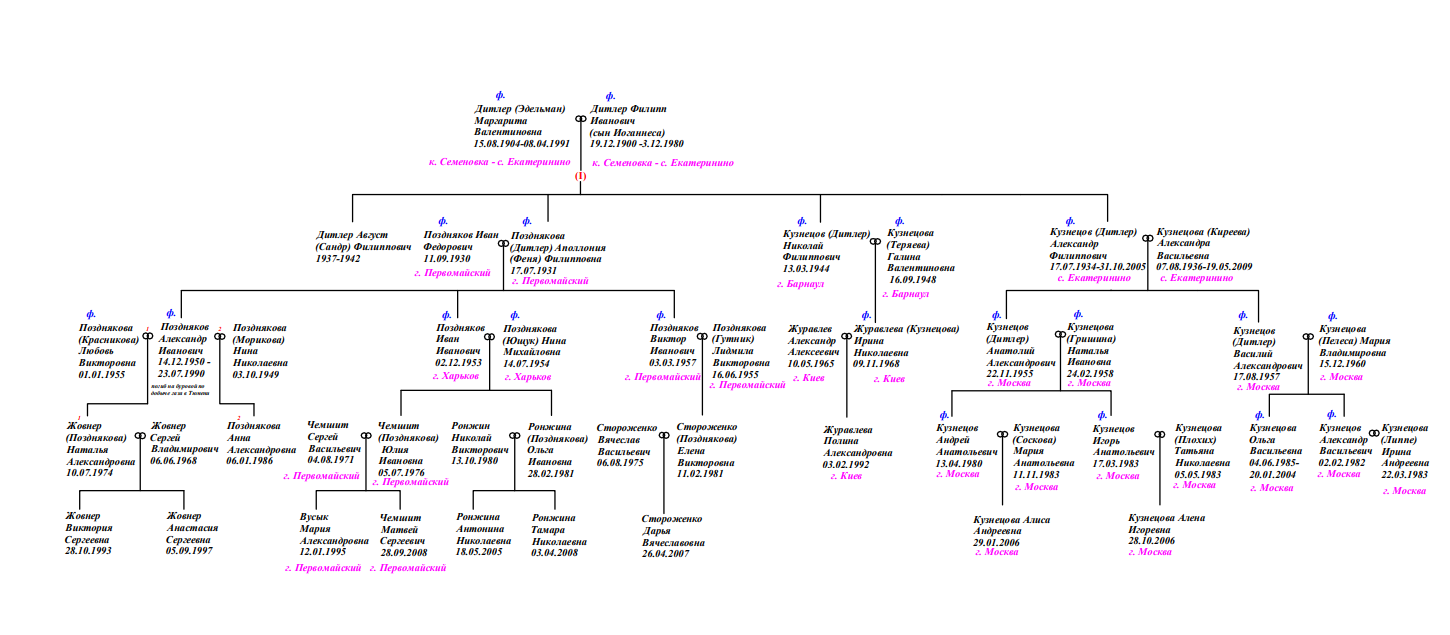 ф.
Дитлер (Эдельман)
Маргарита
Валентиновна
15.08.1904-08.04.1991
к. Семеновка - с. Екатеринино
ф.
Дитлер Филипп
Иванович
(сын Иоганнеса)
19.12.1900 -3.12.1980
к. Семеновка - с. Екатеринино
(I)
Дитлер Август
(Сандр) Филиппович
1937-1942
ф.
Поздняков Иван
Федорович
11.09.1930
г. Первомайский
ф.
Позднякова
(Дитлер) Аполлония
(Феня) Филипповна
17.07.1931
г. Первомайский
ф.
Кузнецов (Дитлер)
Николай
Филиппович
13.03.1944
г. Барнаул
ф.
Кузнецова
(Теряева)
Галина
Валентиновна
16.09.1948
г. Барнаул
ф.
Кузнецов (Дитлер)
Александр
Филиппович
17.07.1934-31.10.2005
с. Екатеринино
Кузнецова (Киреева)
Александра
Васильевна
07.08.1936-19.05.2009
с. Екатеринино
ф.
Позднякова
(Красникова)
Любовь
Викторовна
01.01.1955
1
ф.
Поздняков
Александр
Иванович
14.12.1950 -
23.07.1990
2
Позднякова
(Морикова)
Нина
Николаевна
03.10.1949
ф.
Поздняков
Иван
Иванович
02.12.1953
г. Харьков
ф.
Позднякова
(Ющук) Нина
Михайловна
14.07.1954
г. Харьков
ф.
Поздняков
Виктор
Иванович
03.03.1957
г. Первомайский
Позднякова
(Гутник)
Лидмила
Викторовна
16.06.1955
г. Первомайский
Журавлев
Александр
Алексеевич
10.05.1965
г. Киев
ф.
Журавлева (Кузнецова)
Ирина
Николаевна
09.11.1968
г. Киев
ф.
Кузнецов
(Дитлер)
Анатолий
Александрович
22.11.1955
г. Москва
ф.
Кузнецова
(Гришина)
Наталья
Ивановна
24.02.1958
г. Москва
ф.
Кузнецов
(Дитлер)
Василий
Александрович
17.08.1957
г. Москва
ф.
Кузнецова
(Пелеса) Мария
Владимировна
15.12.1960
г. Москва
1
Жовнер
(Позднякова)
Наталья
Александровна
10.07.1974
Жовнер
Сергей
Владимирович
06.06.1968
2
Позднякова
Анна
Александровна
06.01.1986
Чемшит
Сергей
Васильевич
04.08.1971
г. Первомайский
Чемшит
(Позднякова)
Юлия
Ивановна
05.07.1976
г. Первомайский
Ронжин
Николай
Викторович
13.10.1980
Ронжина
(Позднякова)
Ольга
Ивановна
28.02.1981
Стороженко
Вячеслав
Васильевич
06.08.1975
Стороженко
(Позднякова)
Елена
Викторовна
11.02.1981
Журавлева
Полина
Александровна
03.02.1992
г. Киев
ф.
Кузнецов
Андрей
Анатольевич
13.04.1980
г. Москва
Кузнецова
(Соскова)
Мария
Анатольевна
11.11.1983
г. Москва
ф.
Кузнецов
Игорь
Анатольевич
17.03.1983
г. Москва
Кузнецова
(Плохих)
Татьяна
Николаевна
05.05.1983
г. Москва
ф.
Кузнецова
Ольга
Васильевна
04.06.1985-
20.01.2004
г. Москва
ф.
Кузнецов
Александр
Васильевич
02.02.1982
г. Москва
Кузнецова
(Липпе)
Ирина
Андреевна
22.03.1983
г. Москва
Жовнер
Виктория
Сергеевна
28.10.1993
Жовнер
Анастасия
Сергеевна
05.09.1997
Вусык
Мария
Александровна
12.01.1995
г. Первомайский
Чемшит
Матвей
Сергеевич
28.09.2008
г. Первомайский
Ронжина
Антонина
Николаевна
18.05.2005
Ронжина
Тамара
Николаевна
03.04.2008
Стороженко
Дарья
Вячеславовна
26.04.2007
Кузнецова Алиса
Андреевна
29.01.2006
г. Москва
Кузнецова Алена
Игоревна
28.10.2006
г. Москва